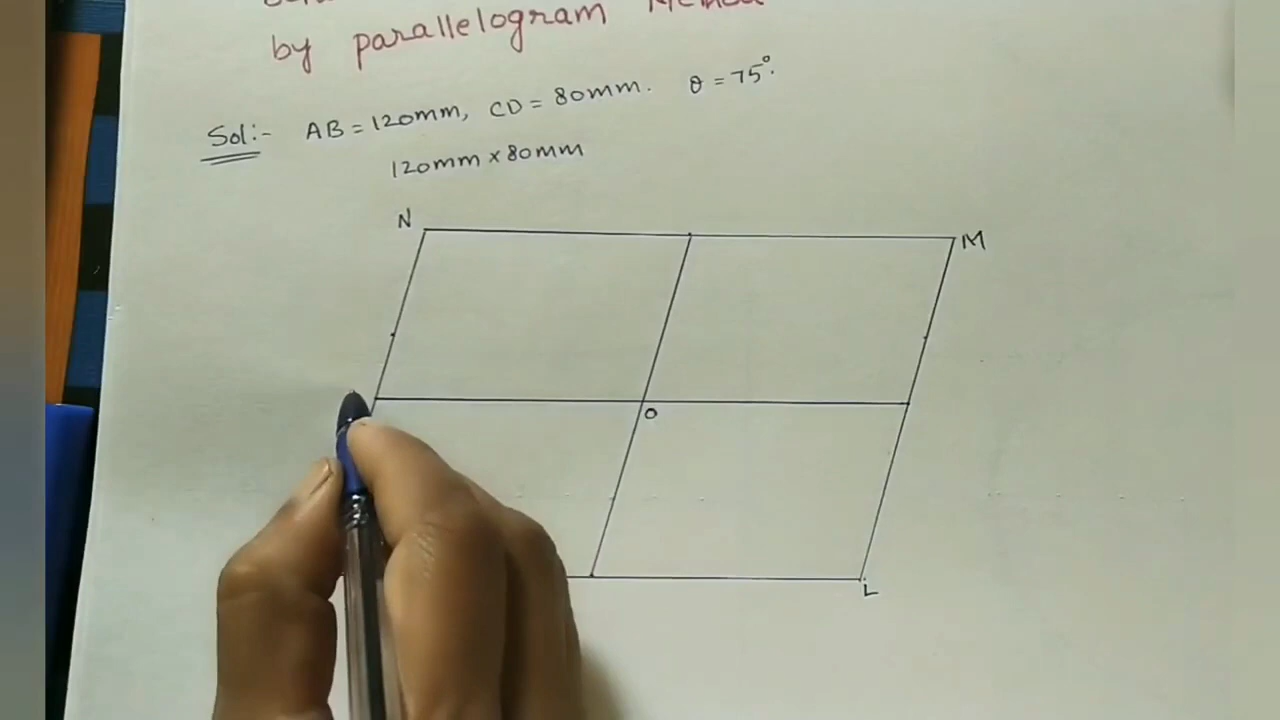 by parallelogram
Sol:- AB = 120mm, CD = 80mm. θ = 75°.
120mm × 80mm
N
M
O
L